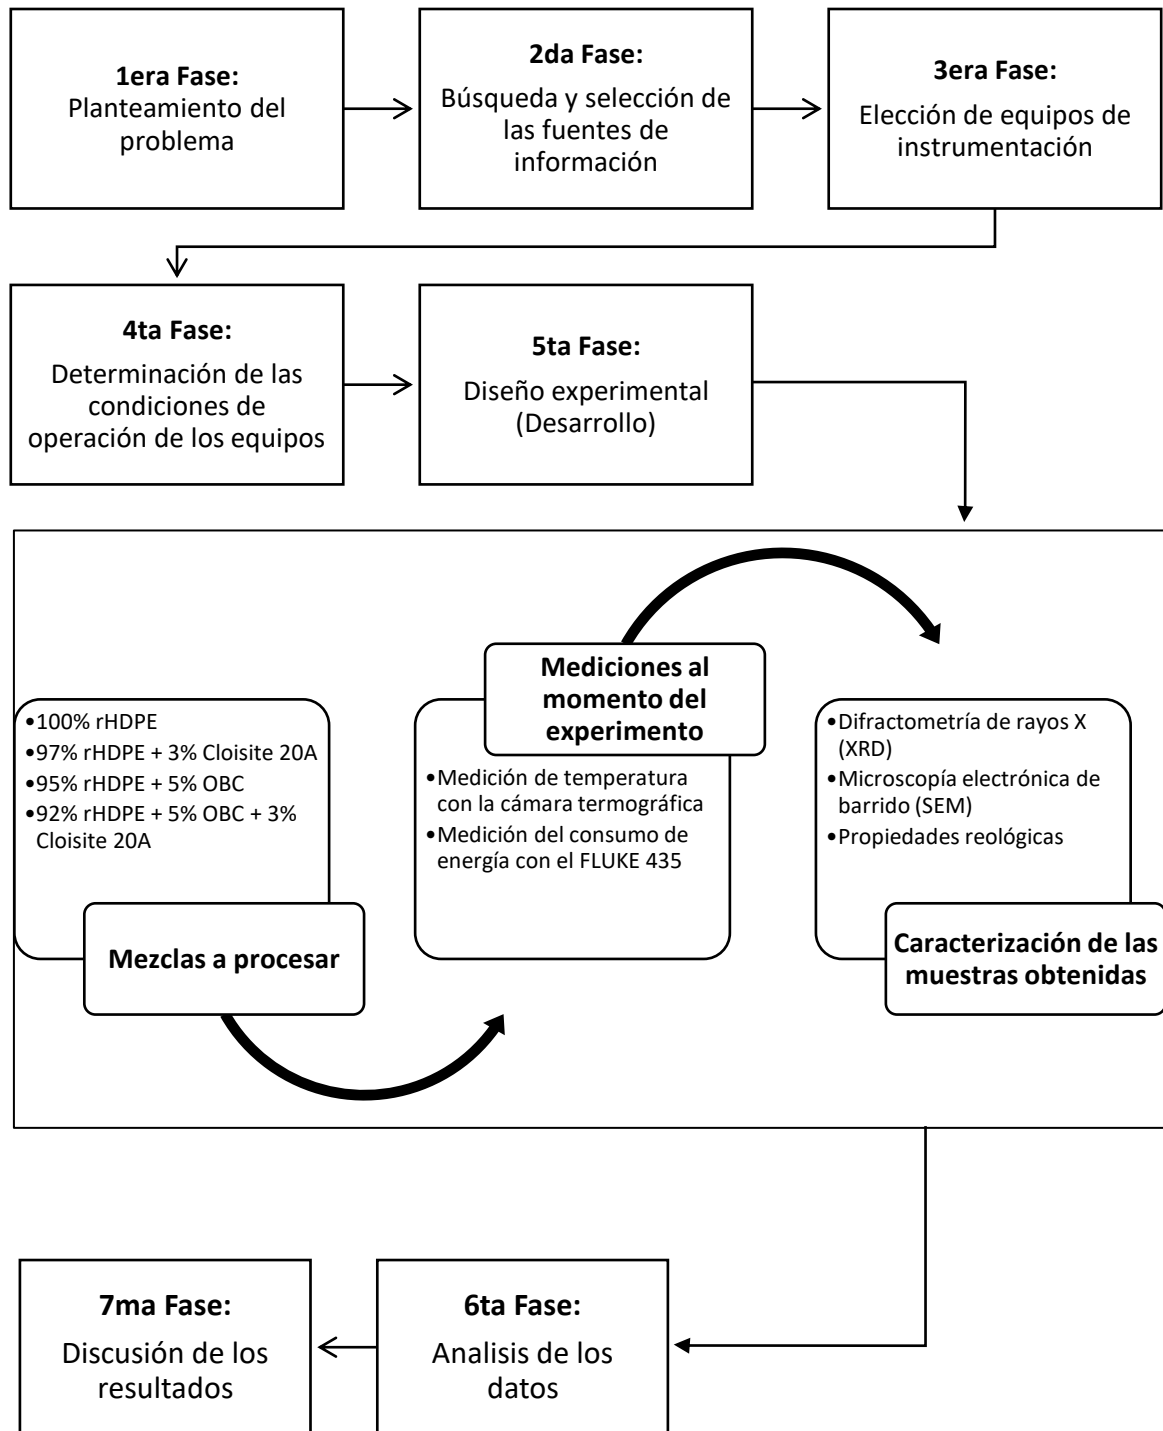 1era Fase:
Planteamiento del
problema
2da Fase:
Búsqueda y selección de
las fuentes de
información
3era Fase:
Elección de equipos de
instrumentación
4ta Fase:
Determinación de las
condiciones de
operación de los equipos
5ta Fase:
Diseño experimental
(Desarrollo)
•100% rHDPE
•97% rHDPE + 3% Cloisite 20A
•95% rHDPE + 5% OBC
•92% rHDPE + 5% OBC + 3%
Cloisite 20A
Mezclas a procesar
Mediciones al
momento del
experimento
•Medición de temperatura
con la cámara termográfica
•Medición del consumo de
energía con el FLUKE 435
•Difractometría de rayos X
(XRD)
•Microscopía electrónica de
barrido (SEM)
•Propiedades reológicas
Caracterización de las
muestras obtenidas
7ma Fase:
Discusión de los
resultados
6ta Fase:
Analisis de los
datos